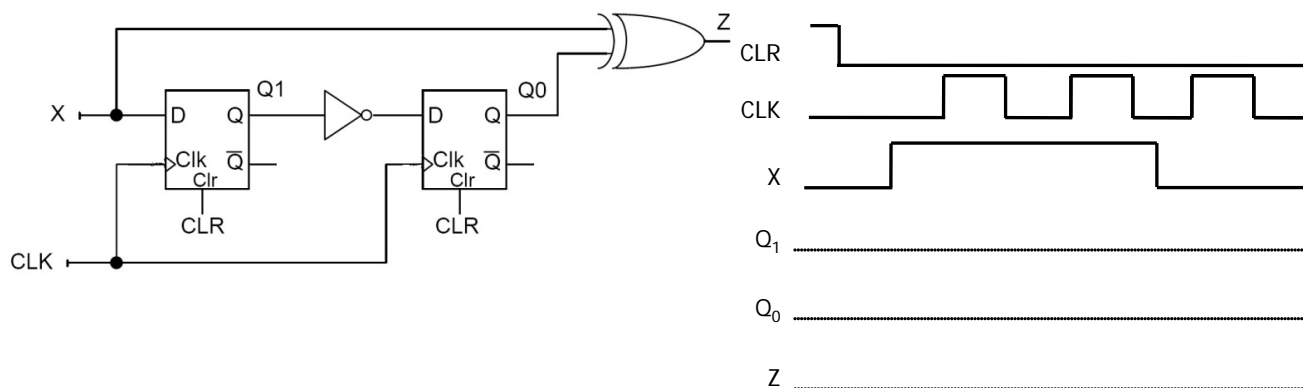 Z
Q1
Q0
X
D Q
D Q
Clk Q̅
Clk Q̅
Clr
Clr
CLR
CLR
CLK
CLR
CLK
X
Q₁
Q₀
Z